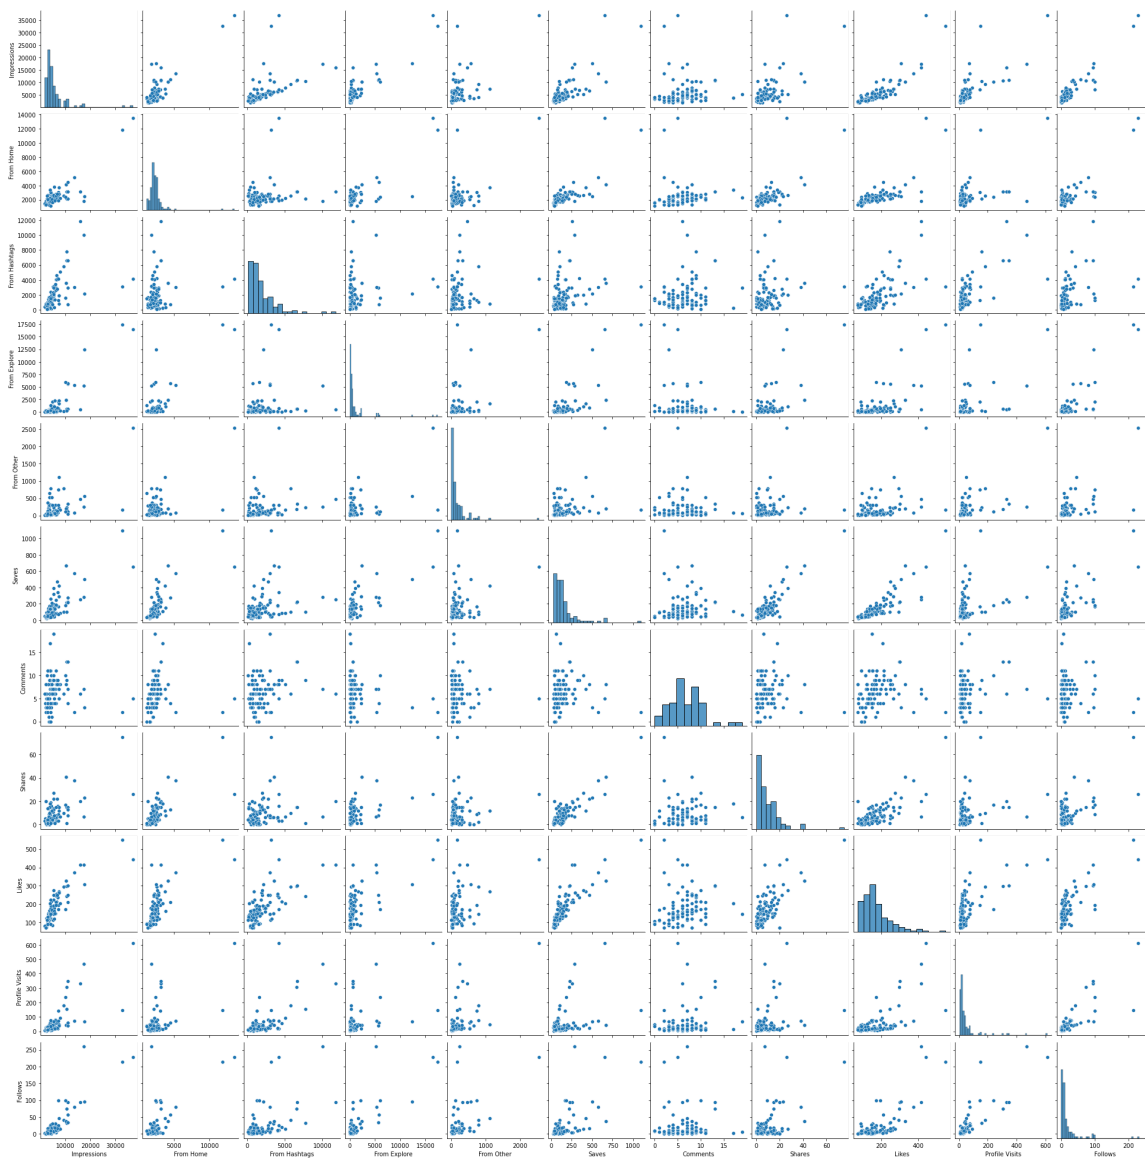 Impressions
35000
30000
25000
20000
15000
10000
5000
From Home
14000
12000
10000
8000
6000
4000
2000
From Hashtags
12000
10000
8000
6000
4000
2000
0
From Explore
17500
15000
12500
10000
7500
5000
2500
0
From Other
2500
2000
1500
1000
500
0
Saves
1000
800
600
400
200
0
Comments
15
10
5
0
Shares
60
40
20
0
Likes
500
400
300
200
100
Profile Visits
600
500
400
300
200
100
0
Follows
250
200
150
100
50
0
10000 20000 30000
5000 10000
0 5000 10000
0 5000 10000 15000
0 1000 2000
0 250 500 750 1000
0 5 10 15
0 20 40 60
200 400
0 200 400 600
0 100 200
Impressions
From Home
From Hashtags
From Explore
From Other
Saves
Comments
Shares
Likes
Profile Visits
Follows